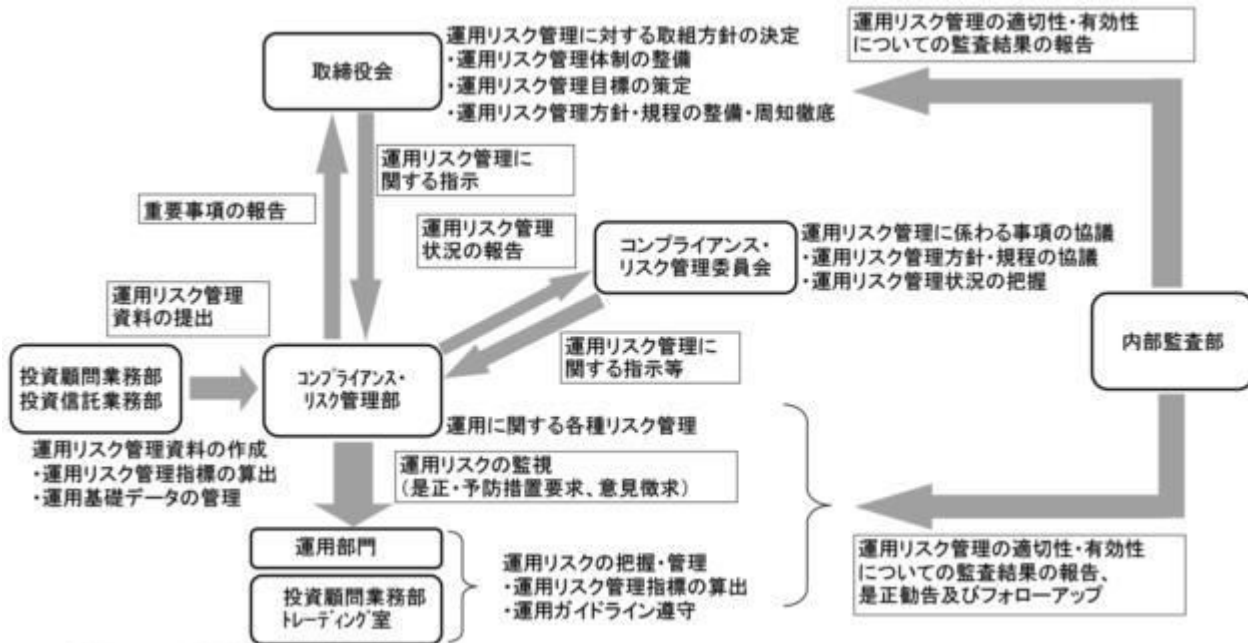 取締役会
運用リスク管理に対する取組方針の決定
・運用リスク管理体制の整備
・運用リスク管理目標の策定
・運用リスク管理方針・規程の整備・周知徹底
運用リスク管理の適切性・有効性
についての監査結果の報告
運用リスク管理に
関する指示
重要事項の報告
運用リスク管理
状況の報告
コンプライアンス・
リスク管理委員会
運用リスク管理に係わる事項の協議
・運用リスク管理方針・規程の協議
・運用リスク管理状況の把握
運用リスク管理
資料の提出
運用リスク管理に
関する指示等
内部監査部
投資顧問業務部
投資信託業務部
コンプライアンス・
リスク管理部
運用に関する各種リスク管理
運用リスク管理資料の作成
・運用リスク管理指標の算出
・運用基礎データの管理
運用リスクの監視
(是正・予防措置要求、意見徴求)
運用部門
投資顧問業務部
トレーディング室
運用リスクの把握・管理
・運用リスク管理指標の算出
・運用ガイドライン遵守
運用リスク管理の適切性・有効性
についての監査結果の報告、
是正勧告及びフォローアップ